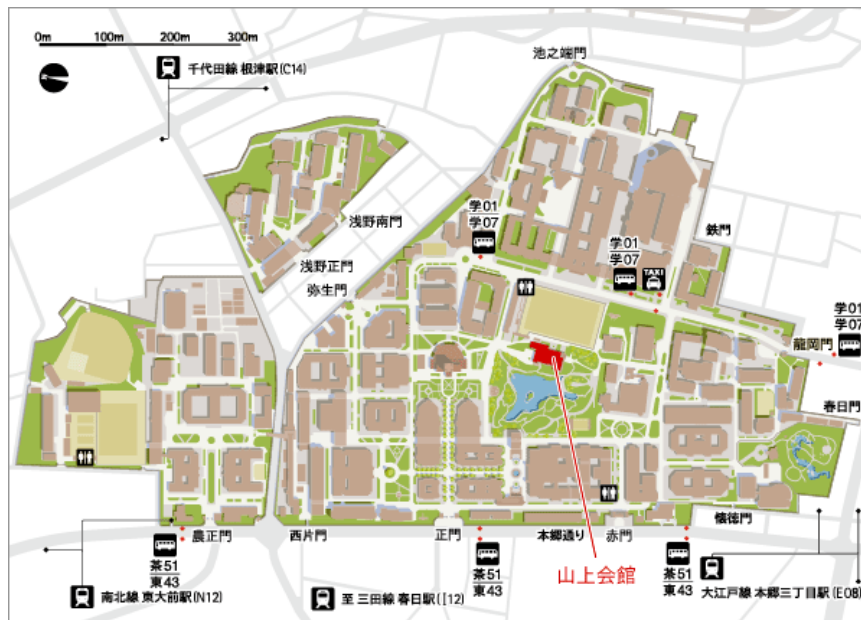 0m 100m 200m 300m
千代田線 根津駅(C14)
池之端門
学01
学07
浅野南門
浅野正門
弥生門
学01
学07
TAXI
鉄門
学01
学07
龍岡門
春日門
農正門
西片門
正門
本郷通り
赤門
懐徳門
茶51
東43
茶51
東43
茶51
東43
山上会館
南北線 東大前駅(N12)
至 三田線 春日駅(I12)
大江戸線 本郷三丁目駅(E08)